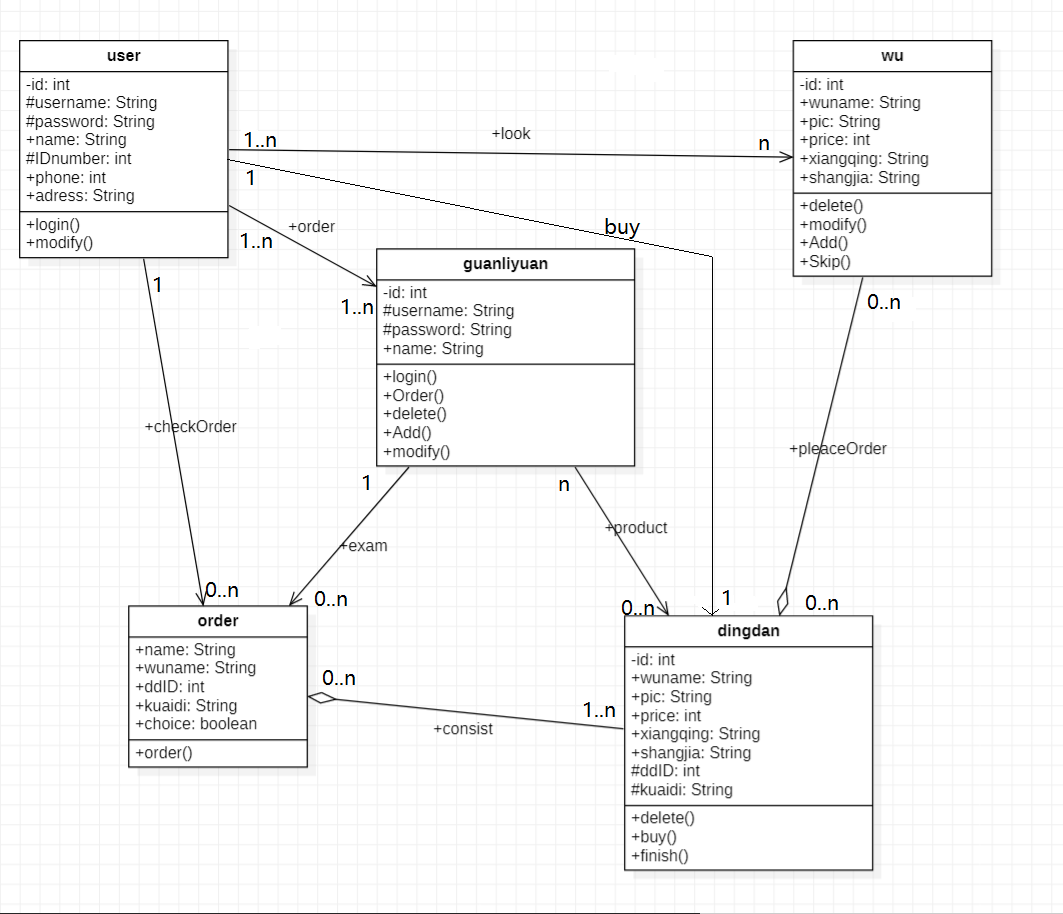 user
-id: int
#username: String
#password: String
+name: String
#IDnumber: int
+phone: int
+adress: String
+login()
+modify()
wu
-id: int
+wuname: String
+pic: String
+price: int
+xiangqing: String
+shangjia: String
+delete()
+modify()
+Add()
+Skip()
1..n
+look
n
1
buy
1
+order
1..n
1..n
guanliyuan
-id: int
#username: String
#password: String
+name: String
+login()
+Order()
+delete()
+Add()
+modify()
1
+checkOrder
0..n
0..n
+pleaceOrder
0..n
1
+exam
0..n
n
+product
0..n
order
+name: String
+wuname: String
+ddID: int
+kuaidi: String
+choice: boolean
+order()
0..n
+consist
1..n
dingdan
-id: int
+wuname: String
+pic: String
+price: int
+xiangqing: String
+shangjia: String
#ddID: int
#kuaidi: String
+delete()
+buy()
+finish()